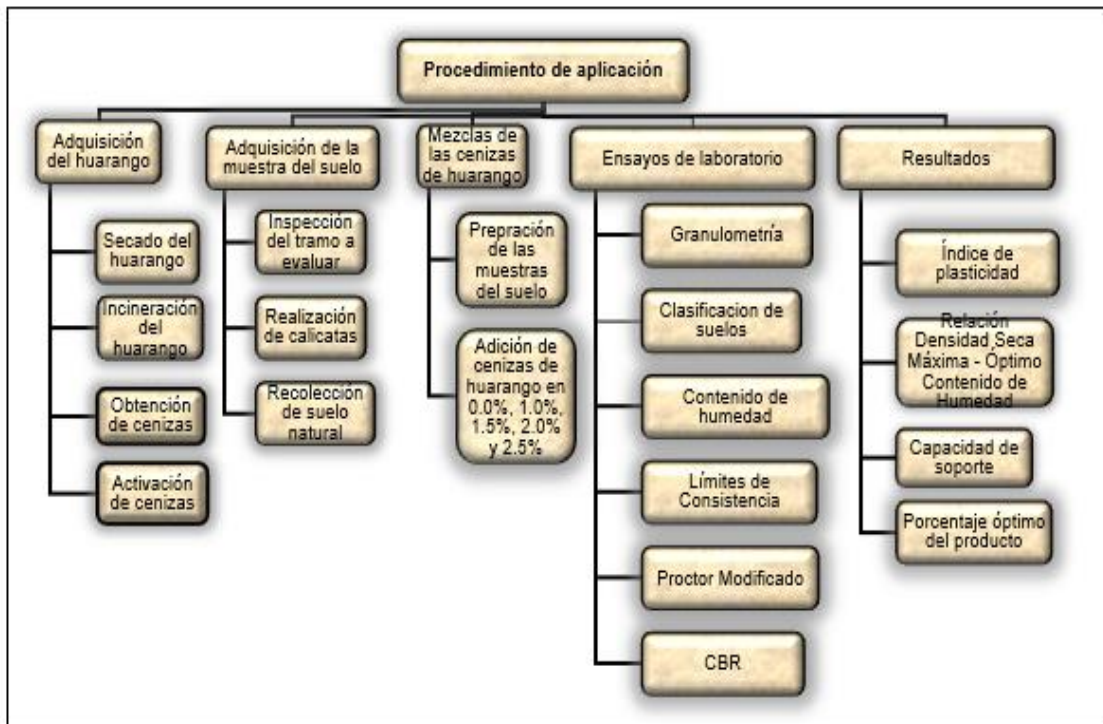 Procedimiento de aplicación
Adquisición
del huarango
Secado del
huarango
Incineración
del
huarango
Obtención
de cenizas
Activación
de cenizas
Adquisición de la
muestra del suelo
Inspección
del tramo a
evaluar
Realización
de calicatas
Recolección
de suelo
natural
Mezclas de
las cenizas
de huarango
Prepración
de las
muestras
del suelo
Adición de
cenizas de
huarango en
0.0%, 1.0%,
1.5%, 2.0%
y 2.5%
Ensayos de laboratorio
Granulometría
Clasificacion de
suelos
Contenido de
humedad
Límites de
Consistencia
Proctor Modificado
CBR
Resultados
Índice de
plasticidad
Relación
Densidad Seca
Máxima - Óptimo
Contenido de
Humedad
Capacidad de
soporte
Porcentaje óptimo
del producto